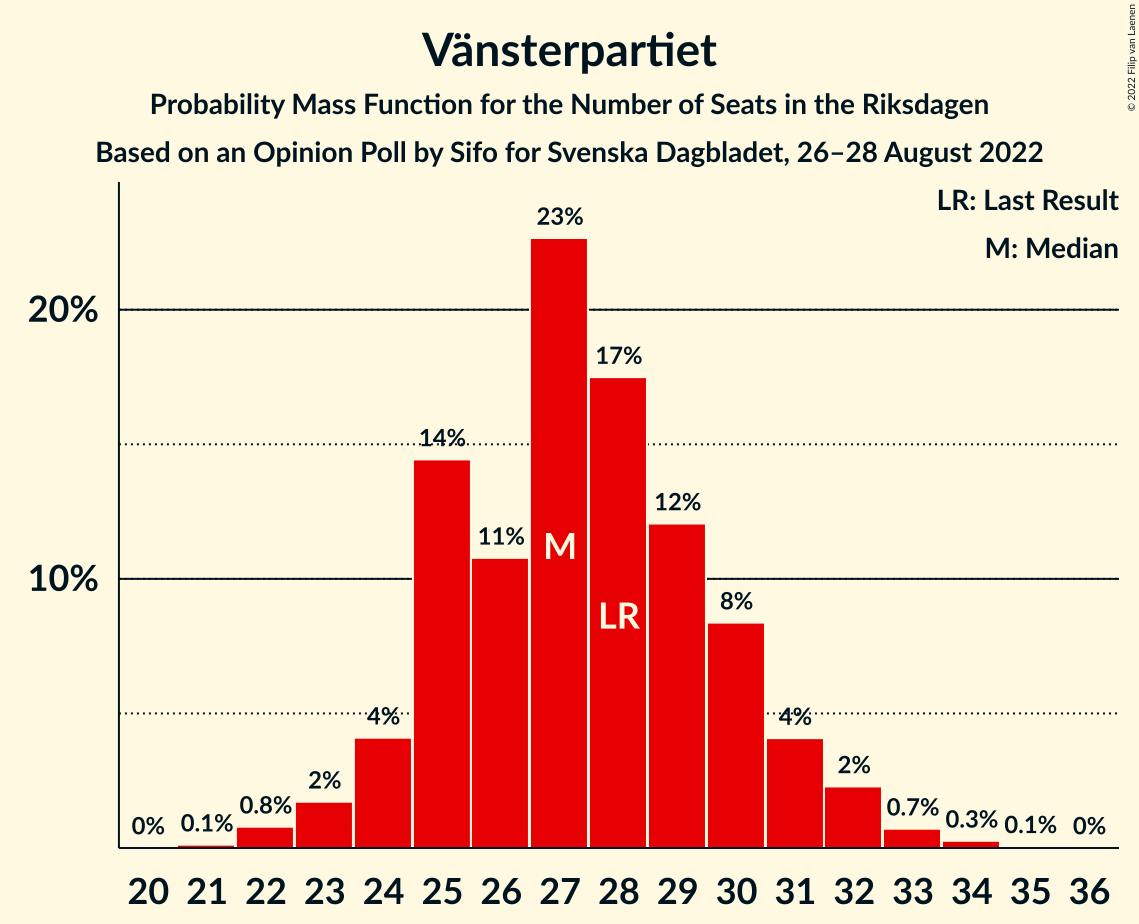 Vänsterpartiet
Probability Mass Function for the Number of Seats in the Riksdagen
Based on an Opinion Poll by Sifo for Svenska Dagbladet, 26–28 August 2022
© 2022 Filip van Laenen
LR: Last Result
M: Median
20%
10%
0%
0.1%
0.8%
2%
4%
14%
11%
23%
17%
12%
8%
4%
2%
0.7%
0.3%
0.1%
0%
M
LR
20 21 22 23 24 25 26 27 28 29 30 31 32 33 34 35 36